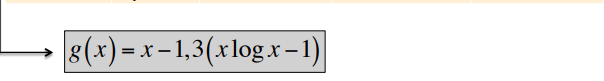 g(x) = x − 1,3(x log x − 1)